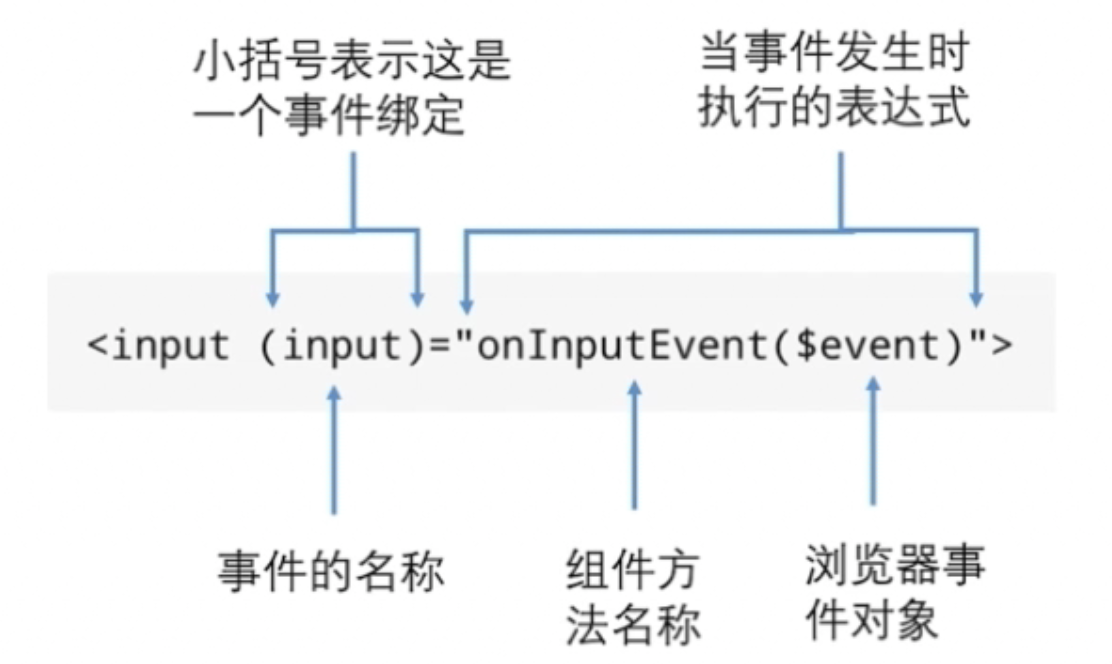 小括号表示这是
一个事件绑定
当事件发生时
执行的表达式
<input (input)="onInputEvent($event)">
事件的名称
组件方
法名称
浏览器事
件对象